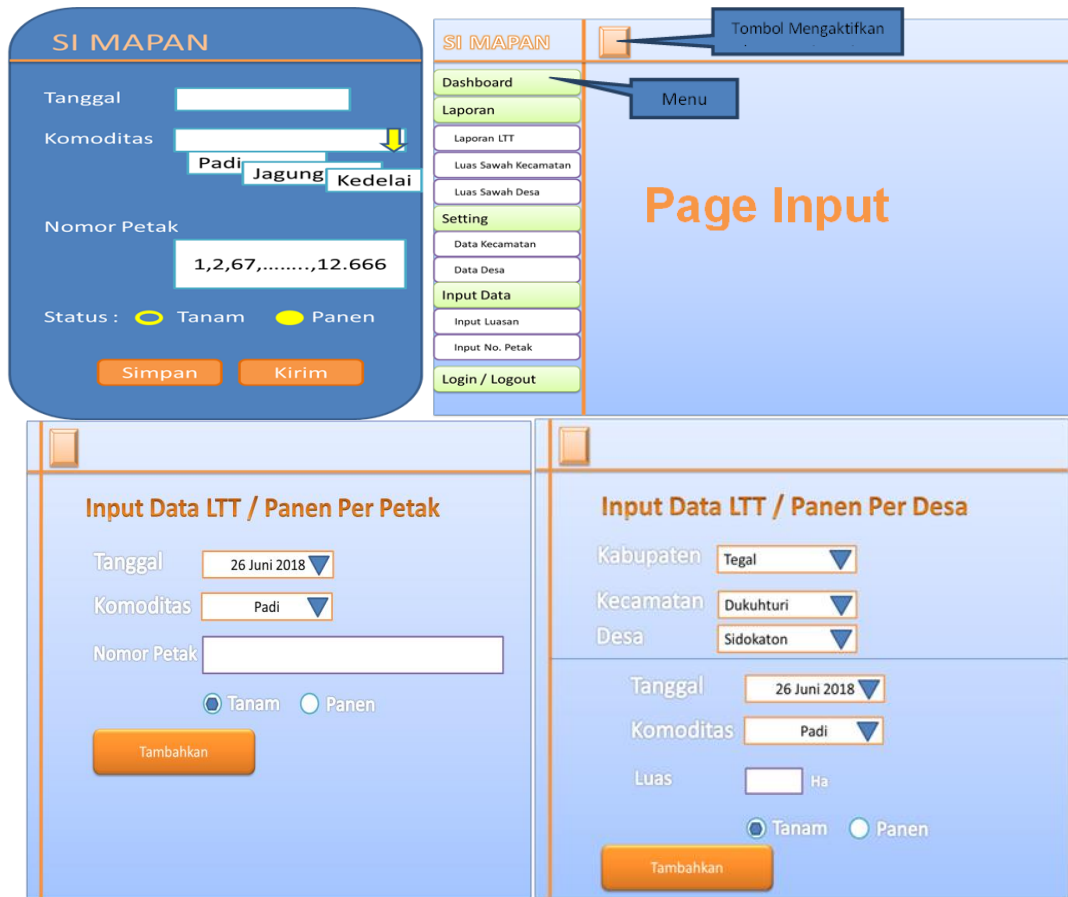 SI MAPAN
Tanggal
Komoditas
Padi
Jagung
Kedelai
Nomor Petak
1,2,67,........,12.666
Status : Tanam Panen
Simpan Kirim
SI MAPAN
Tombol Mengaktifkan
Dashboard
Menu
Laporan
Laporan LTT
Luas Sawah Kecamatan
Luas Sawah Desa
Setting
Data Kecamatan
Data Desa
Input Data
Input Luasan
Input No. Petak
Login / Logout
Page Input
Input Data LTT / Panen Per Petak
Tanggal 26 Juni 2018
Komoditas Padi
Nomor Petak
Tanam Panen
Tambahkan
Input Data LTT / Panen Per Desa
Kabupaten Tegal
Kecamatan Dukuhturi
Desa Sidokaton
Tanggal 26 Juni 2018
Komoditas Padi
Luas Ha
Tanam Panen
Tambahkan